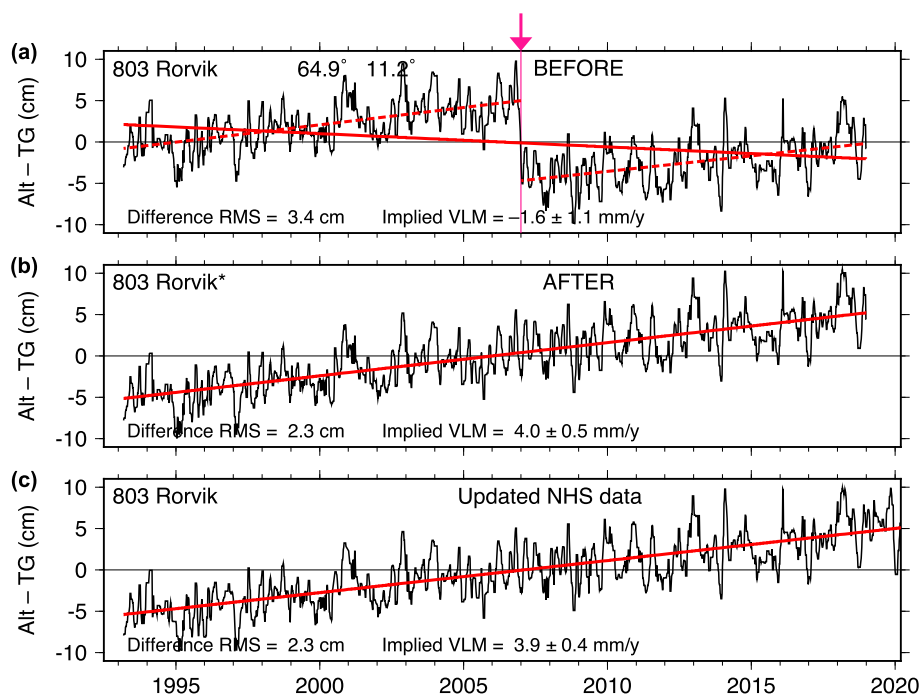 (a)
803 Rorvik 64.9° 11.2° BEFORE
Alt − TG (cm)
10
5
0
-5
-10
Difference RMS = 3.4 cm Implied VLM = −1.6 ± 1.1 mm/y
(b)
803 Rorvik* AFTER
Alt − TG (cm)
10
5
0
-5
-10
Difference RMS = 2.3 cm Implied VLM = 4.0 ± 0.5 mm/y
(c)
803 Rorvik Updated NHS data
Alt − TG (cm)
10
5
0
-5
-10
Difference RMS = 2.3 cm Implied VLM = 3.9 ± 0.4 mm/y
1995 2000 2005 2010 2015 2020